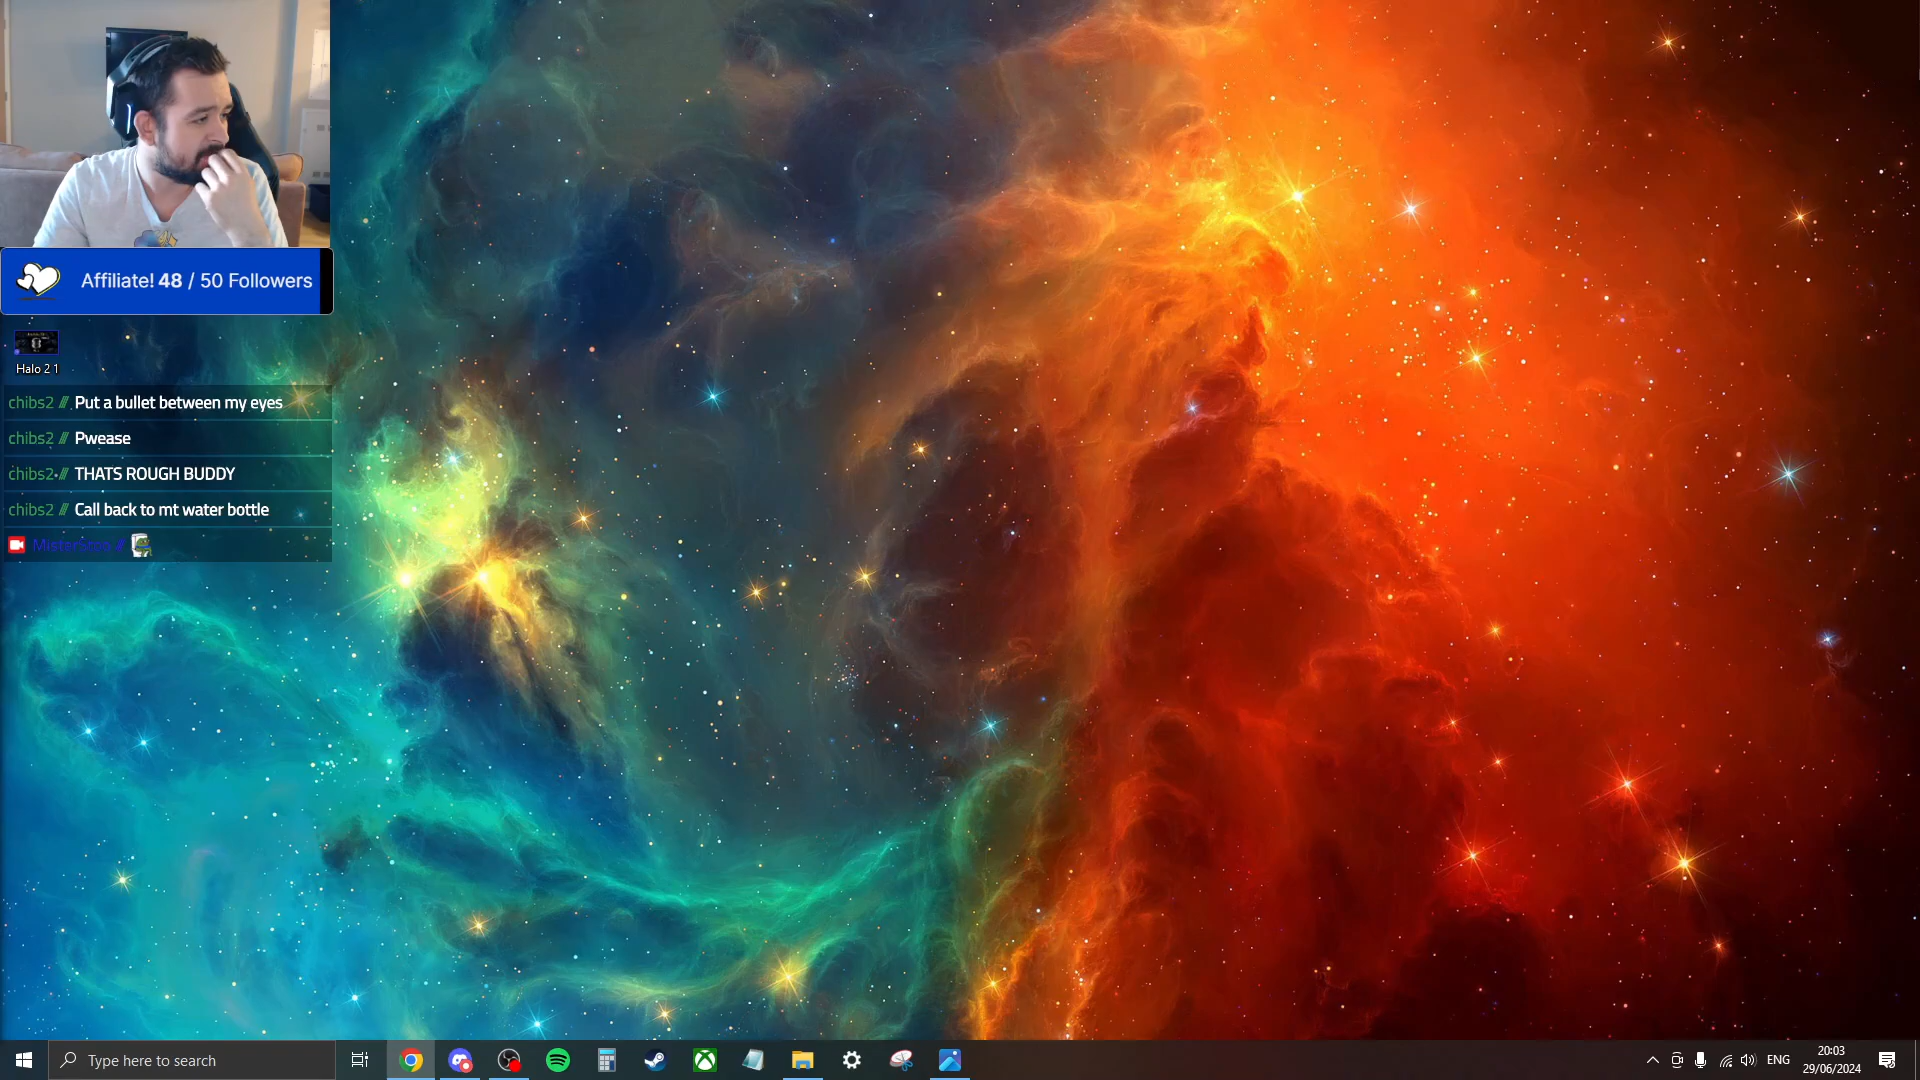 Affiliate! 48 / 50 Followers
Halo 2 1
chibs2 // Put a bullet between my eyes
chibs2 // Pwease
chibs2 // THATS ROUGH BUDDY
chibs2 // Call back to mt water bottle
Type here to search
ENG
20:03
29/06/2024